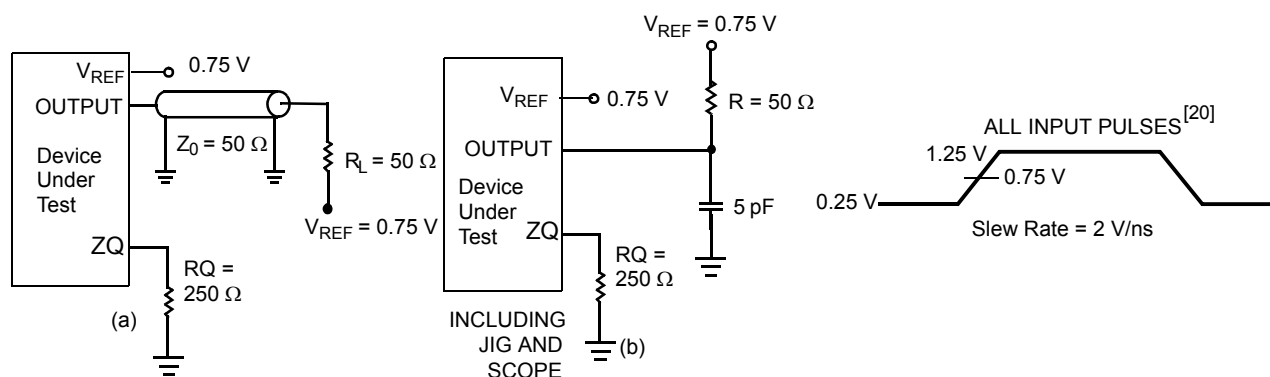 VREF
0.75 V
OUTPUT
Z0 = 50 Ω
Device
Under
Test
RL = 50 Ω
VREF = 0.75 V
ZQ
RQ =
250 Ω
(a)
VREF = 0.75 V
R = 50 Ω
VREF
0.75 V
OUTPUT
Device
Under
Test
5 pF
ZQ
RQ =
250 Ω
INCLUDING
JIG AND
SCOPE
(b)
ALL INPUT PULSES[20]
1.25 V
0.75 V
0.25 V
Slew Rate = 2 V/ns